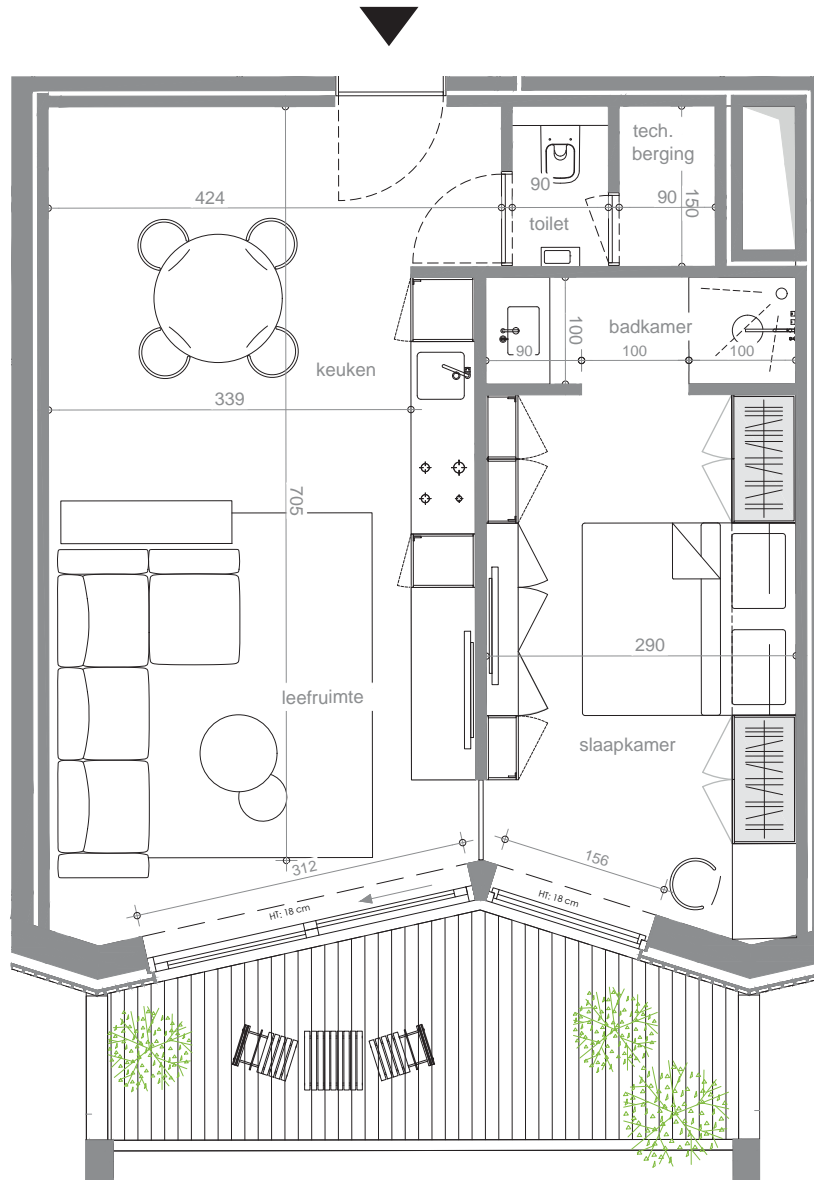 tech.
berging
90
424
90
150
toilet
100
badkamer
90
100
100
keuken
339
705
290
leefruimte
slaapkamer
312
156
HT: 18 cm
HT: 18 cm